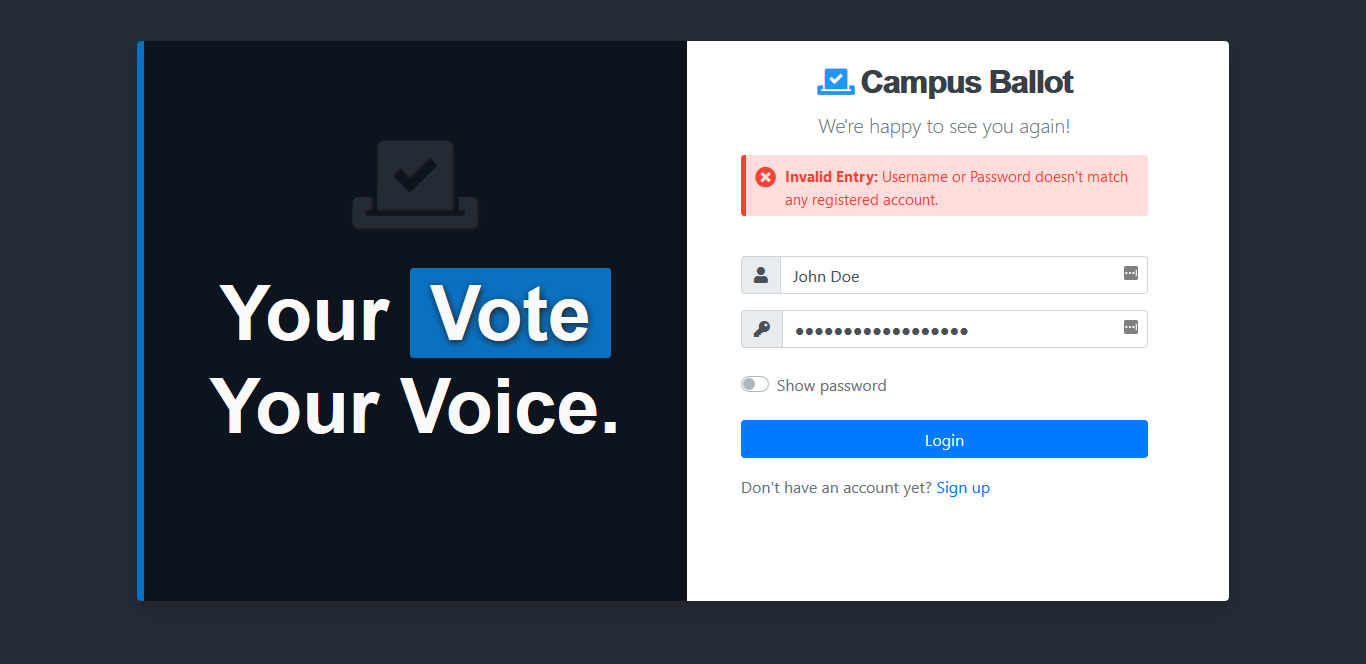 Your Vote
Your Voice.
Campus Ballot
We're happy to see you again!
Invalid Entry: Username or Password doesn't match
any registered account.
John Doe
••••••••••••••••••
Show password
Login
Don't have an account yet? Sign up